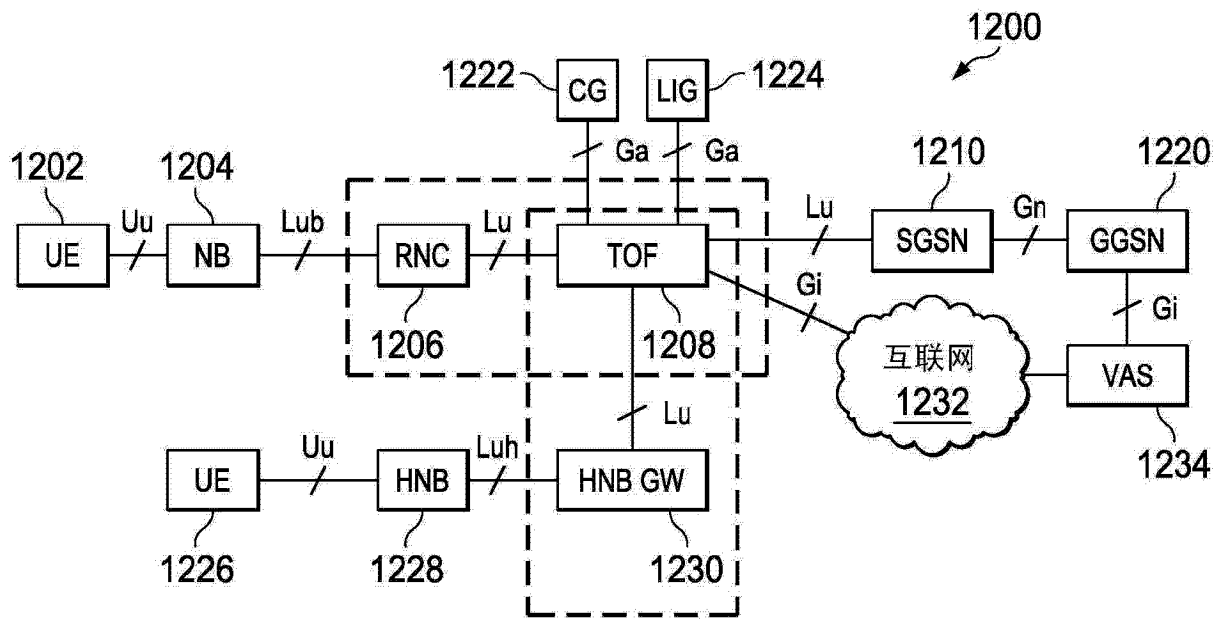 1200
1222
CG
LIG
1224
Ga
Ga
1202
1204
1210
1220
UE
Uu
NB
Lub
RNC
Lu
TOF
Lu
SGSN
Gn
GGSN
Gi
Gi
1206
1208
互联网
1232
VAS
1234
Lu
UE
Uu
HNB
Luh
HNB GW
1226
1228
1230